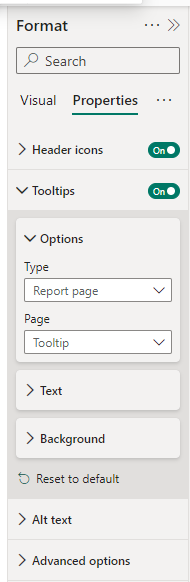 Format
Search
Visual Properties
Header icons On
Tooltips On
Options
Type
Report page
Page
Tooltip
Text
Background
Reset to default
Alt text
Advanced options